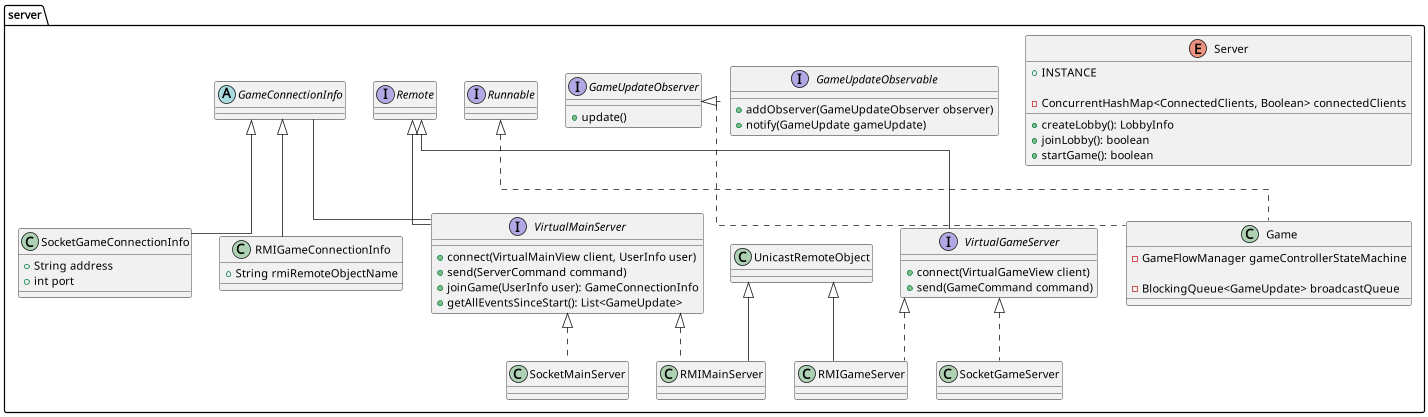 server
E Server
INSTANCE
ConcurrentHashMap<ConnectedClients, Boolean> connectedClients
createLobby(): LobbyInfo
joinLobby(): boolean
startGame(): boolean
A GameConnectionInfo
I Remote
I Runnable
I GameUpdateObserver
update()
I GameUpdateObservable
addObserver(GameUpdateObserver observer)
notify(GameUpdate gameUpdate)
C SocketGameConnectionInfo
String address
int port
C RMIGameConnectionInfo
String rmiRemoteObjectName
I VirtualMainServer
connect(VirtualMainView client, UserInfo user)
send(ServerCommand command)
joinGame(UserInfo user): GameConnectionInfo
getAllEventsSinceStart(): List<GameUpdate>
C UnicastRemoteObject
I VirtualGameServer
connect(VirtualGameView client)
send(GameCommand command)
C Game
GameFlowManager gameControllerStateMachine
BlockingQueue<GameUpdate> broadcastQueue
C SocketMainServer
C RMIMainServer
C RMIGameServer
C SocketGameServer